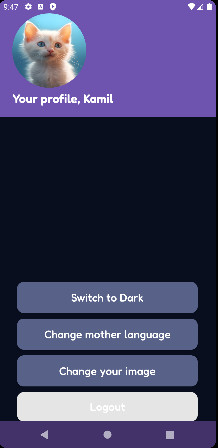 9:47
Your profile, Kamil
Switch to Dark
Change mother language
Change your image
Logout